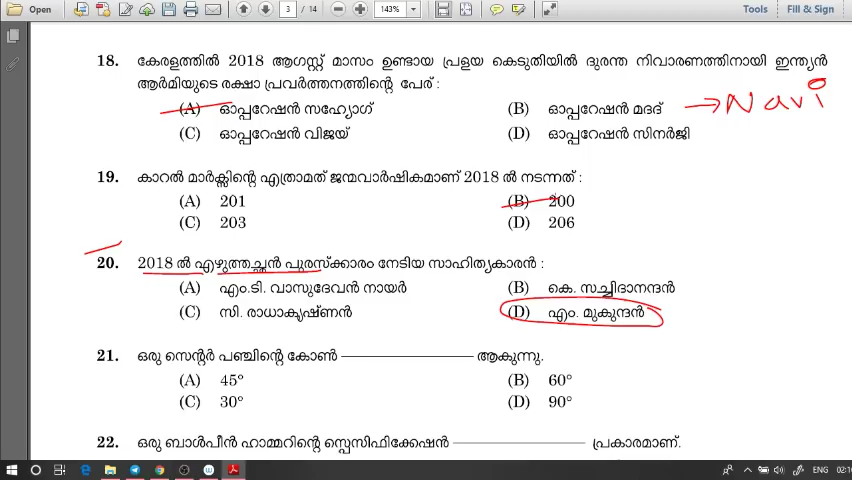 Open 3 / 14 143% Tools Fill & Sign
18. കേരളത്തിൽ 2018 ആഗസ്റ്റ് മാസം ഉണ്ടായ പ്രളയ കെടുതിയിൽ ദുരന്ത നിവാരണത്തിനായി ഇന്ത്യൻ
ആർമിയുടെ രക്ഷാ പ്രവർത്തനത്തിന്റെ പേര് :
(A) ഓപ്പറേഷൻ സഹ്യോഗ് (B) ഓപ്പറേഷൻ മദദ് → Navi
(C) ഓപ്പറേഷൻ വിജയ് (D) ഓപ്പറേഷൻ സിനർജി
19. കാറൽ മാർക്സിന്റെ എത്രാമത് ജന്മവാർഷികമാണ് 2018 ൽ നടന്നത് :
(A) 201 (B) 200
(C) 203 (D) 206
20. 2018 ൽ എഴുത്തച്ഛൻ പുരസ്ക്കാരം നേടിയ സാഹിത്യകാരൻ :
(A) എം.ടി. വാസുദേവൻ നായർ (B) കെ. സച്ചിദാനന്ദൻ
(C) സി. രാധാകൃഷ്ണൻ (D) എം. മുകുന്ദൻ
21. ഒരു സെന്റർ പഞ്ചിന്റെ കോൺ ——— ആകുന്നു.
(A) 45° (B) 60°
(C) 30° (D) 90°
22. ഒരു ബാൾപീൻ ഹാമ്മറിന്റെ സ്പെസിഫിക്കേഷൻ ——— പ്രകാരമാണ്.
ENG